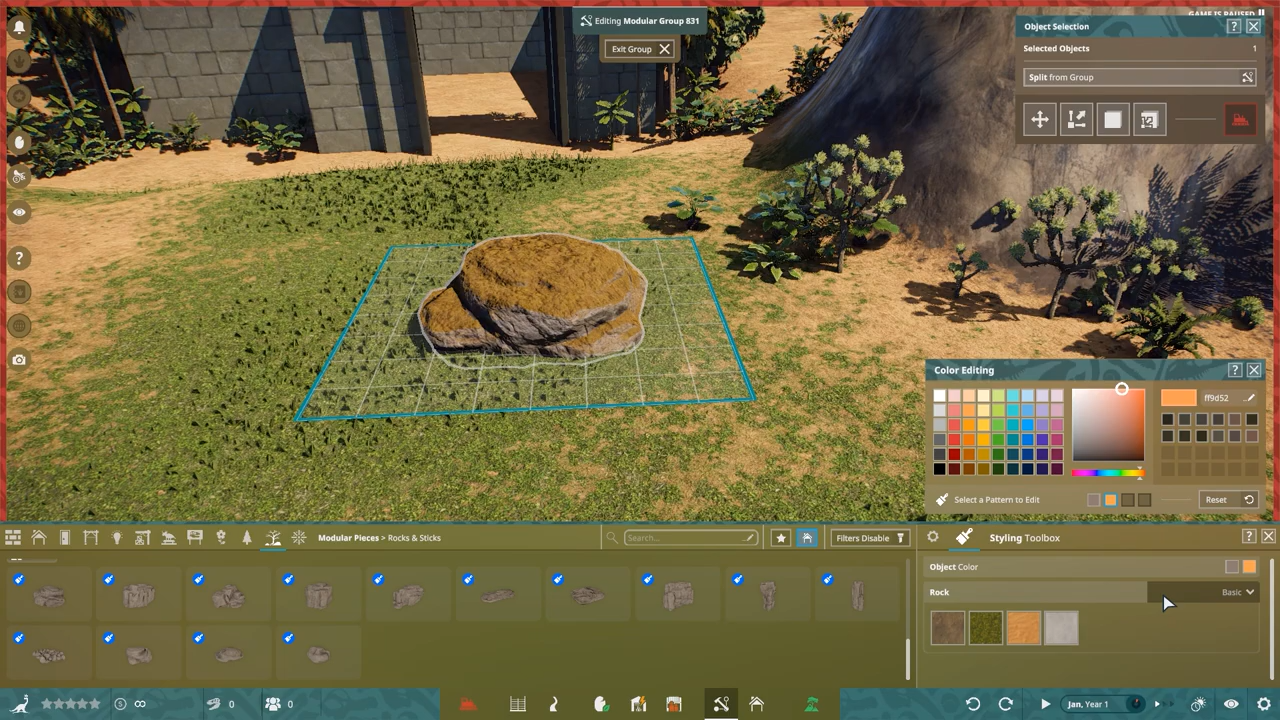 Editing Modular Group 831
GAME IS PAUSED
Exit Group
Object Selection
?
Selected Objects 1
Split from Group
?
Color Editing
?
ff9d52
Select a Pattern to Edit
Reset
Modular Pieces > Rocks & Sticks
Search...
Filters Disable
Styling Toolbox
?
Object Color
Rock
Basic
0
0
Jan, Year 1